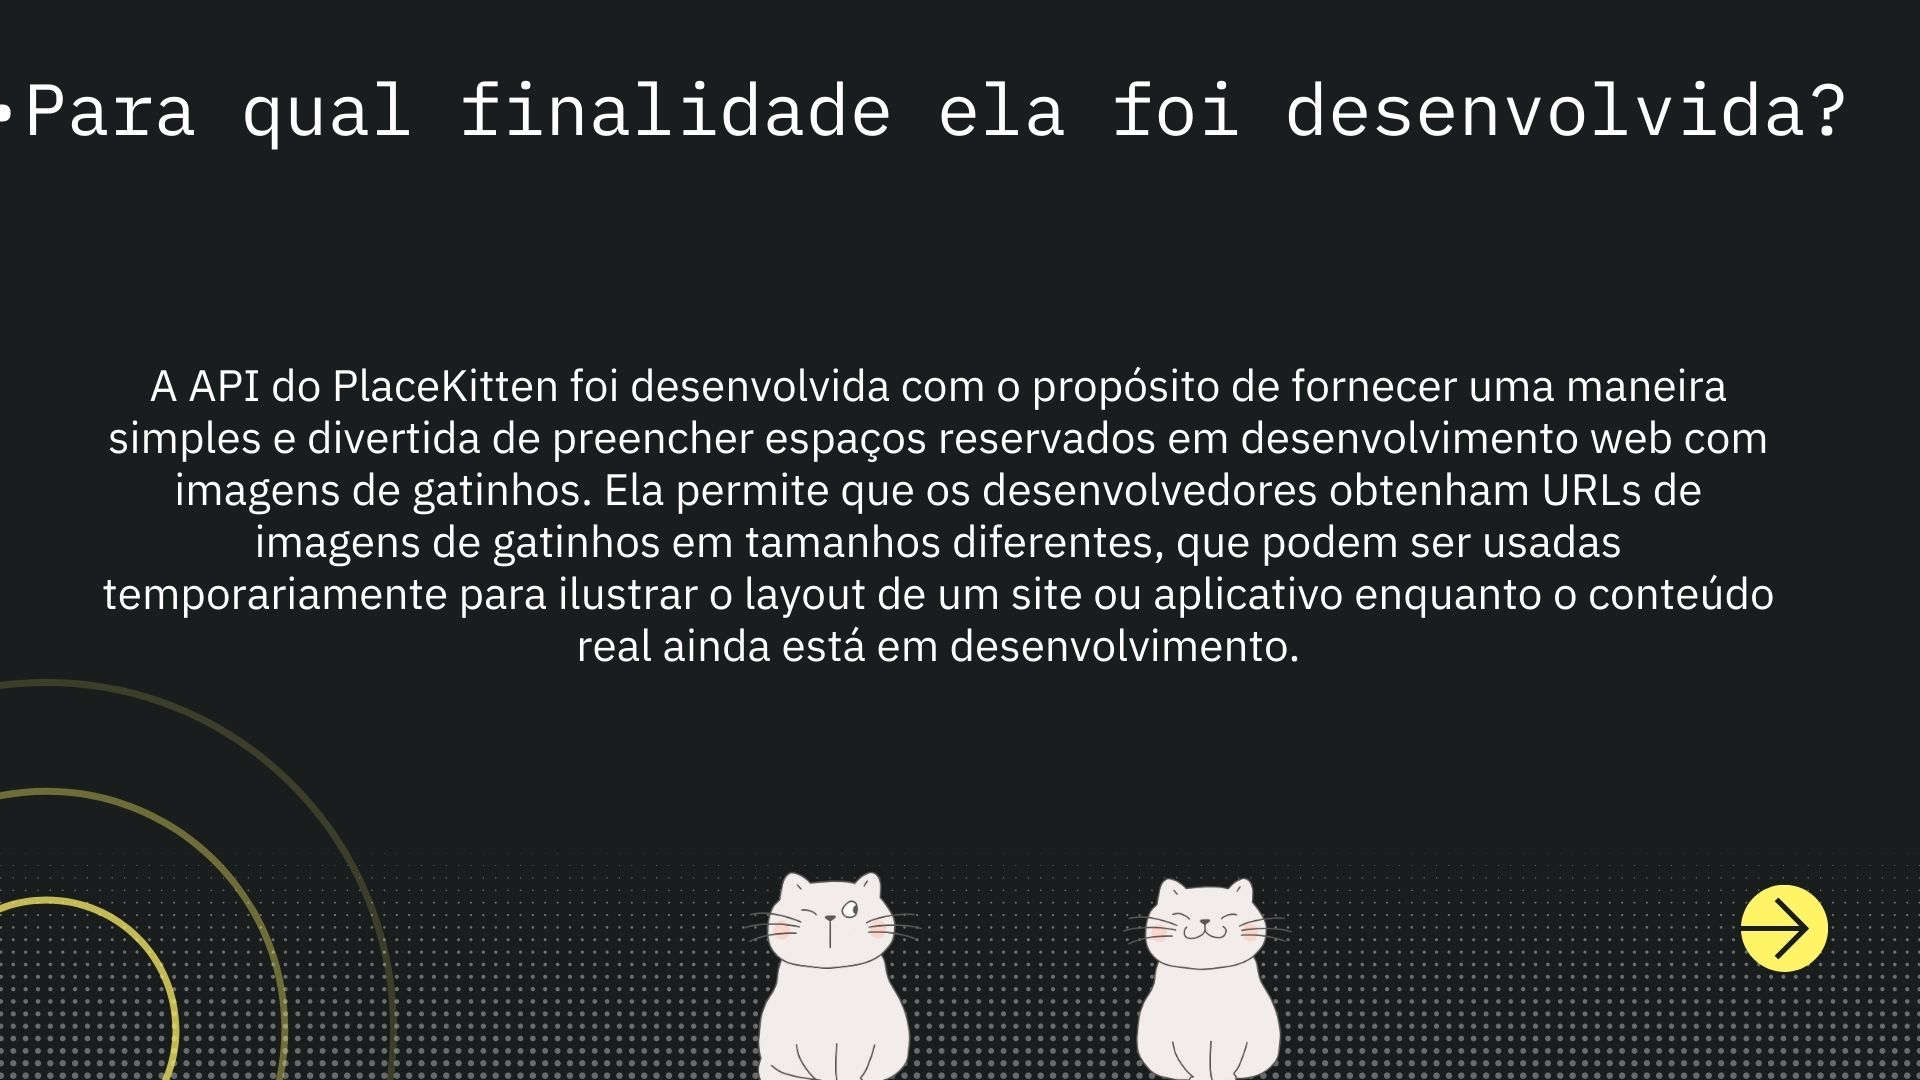 •Para qual finalidade ela foi desenvolvida?
A API do PlaceKitten foi desenvolvida com o propósito de fornecer uma maneira
simples e divertida de preencher espaços reservados em desenvolvimento web com
imagens de gatinhos. Ela permite que os desenvolvedores obtenham URLs de
imagens de gatinhos em tamanhos diferentes, que podem ser usadas
temporariamente para ilustrar o layout de um site ou aplicativo enquanto o conteúdo
real ainda está em desenvolvimento.